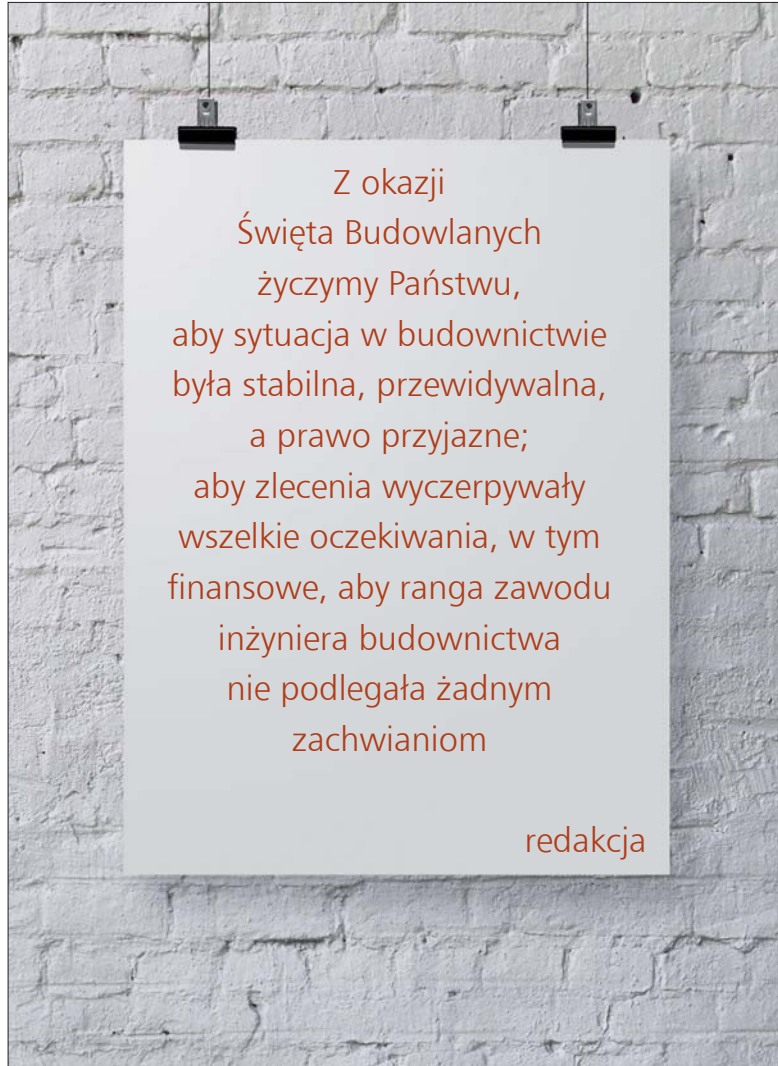 Z okazji
Święta Budowlanych
życzymy Państwu,
aby sytuacja w budownictwie
była stabilna, przewidywalna,
a prawo przyjazne;
aby zlecenia wyczerpywały
wszelkie oczekiwania, w tym
finansowe, aby ranga zawodu
inżyniera budownictwa
nie podlegała żadnym
zachwianiom
redakcja